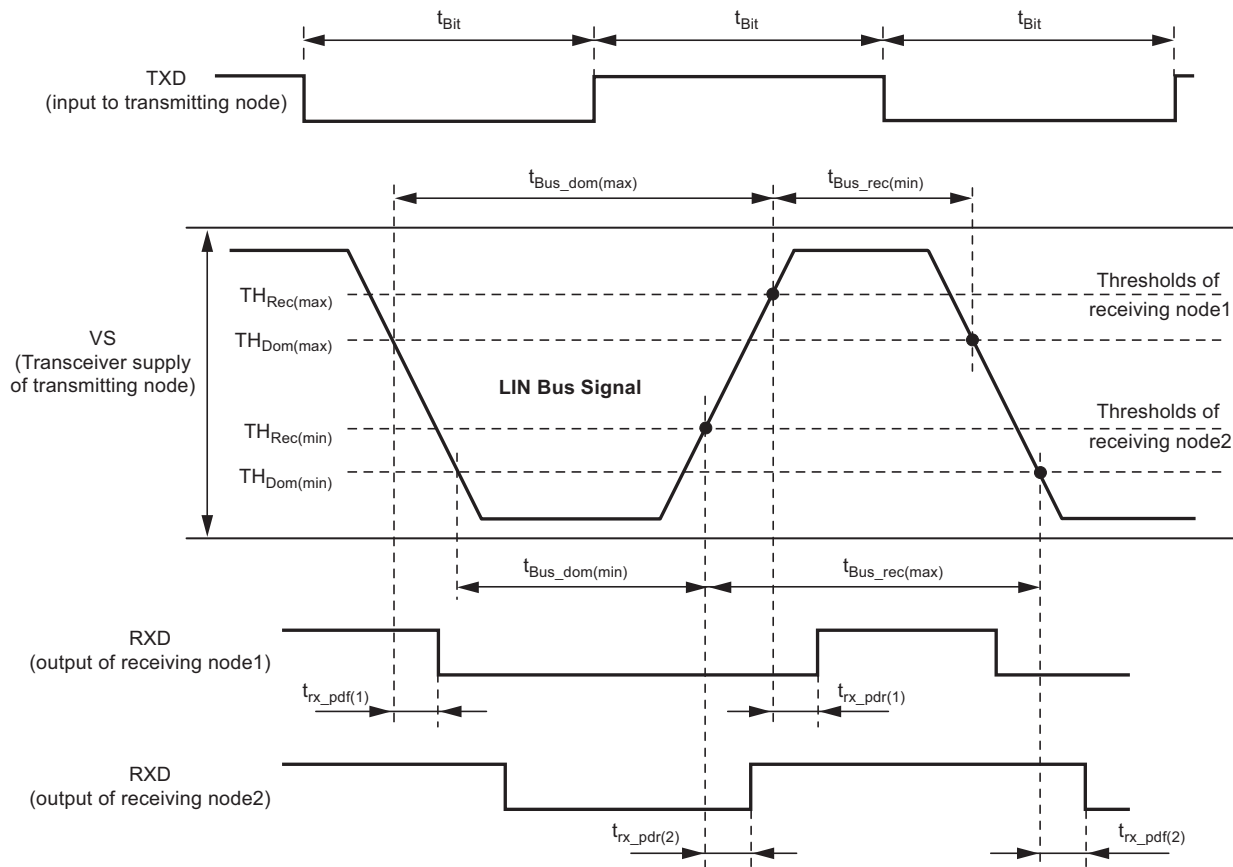 tBit
tBit
tBit
TXD
(input to transmitting node)
tBus_dom(max)
tBus_rec(min)
THRec(max)
THDom(max)
THRec(min)
THDom(min)
VS
(Transceiver supply
of transmitting node)
LIN Bus Signal
Thresholds of
receiving node1
Thresholds of
receiving node2
tBus_dom(min)
tBus_rec(max)
RXD
(output of receiving node1)
trx_pdf(1)
trx_pdr(1)
RXD
(output of receiving node2)
trx_pdr(2)
trx_pdf(2)